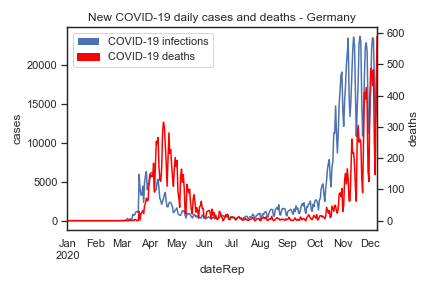 New COVID-19 daily cases and deaths - Germany
COVID-19 infections
COVID-19 deaths
20000
15000
10000
5000
0
cases
600
500
400
300
200
100
0
deaths
Jan Feb Mar Apr May Jun Jul Aug Sep Oct Nov Dec
2020
dateRep